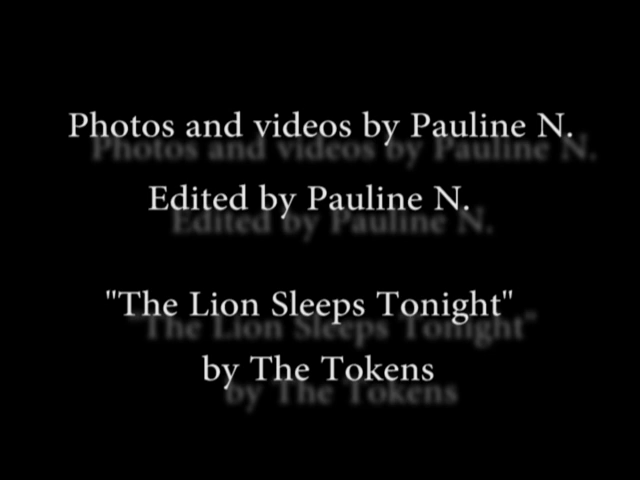 Photos and videos by Pauline N.
Edited by Pauline N.
"The Lion Sleeps Tonight"
by The Tokens